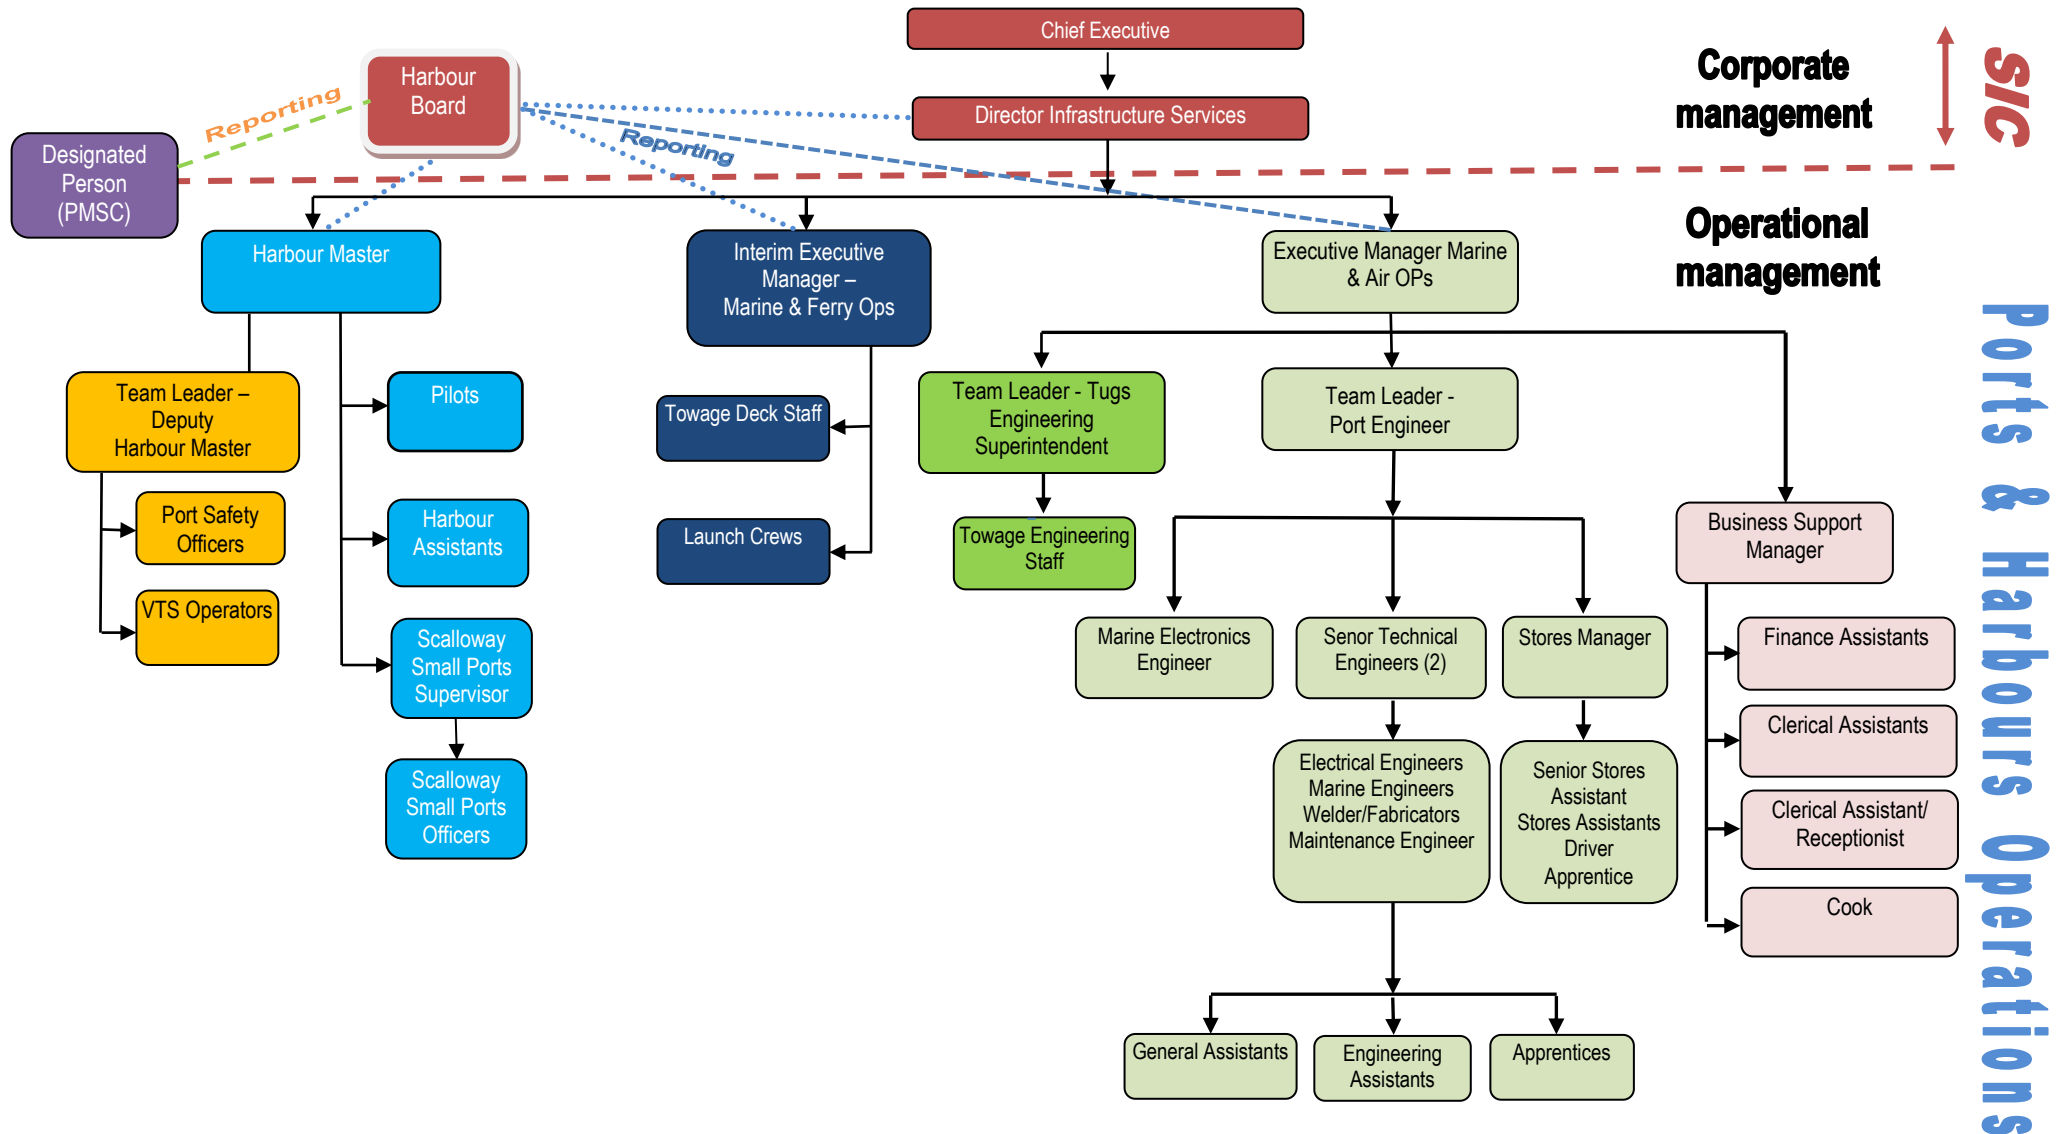 Chief Executive
Corporate
management
SIC
Harbour
Board
Reporting
Director Infrastructure Services
Reporting
Designated
Person
(PMSC)
Operational
management
Harbour Master
Interim Executive
Manager –
Marine & Ferry Ops
Executive Manager Marine
& Air OPs
Ports & Harbours Operations
Team Leader –
Deputy
Harbour Master
Pilots
Towage Deck Staff
Team Leader - Tugs
Engineering
Superintendent
Team Leader -
Port Engineer
Port Safety
Officers
Harbour
Assistants
Launch Crews
Towage Engineering
Staff
Business Support
Manager
VTS Operators
Scalloway
Small Ports
Supervisor
Marine Electronics
Engineer
Senor Technical
Engineers (2)
Stores Manager
Finance Assistants
Clerical Assistants
Scalloway
Small Ports
Officers
Electrical Engineers
Marine Engineers
Welder/Fabricators
Maintenance Engineer
Senior Stores
Assistant
Stores Assistants
Driver
Apprentice
Clerical Assistant/
Receptionist
Cook
General Assistants
Engineering
Assistants
Apprentices